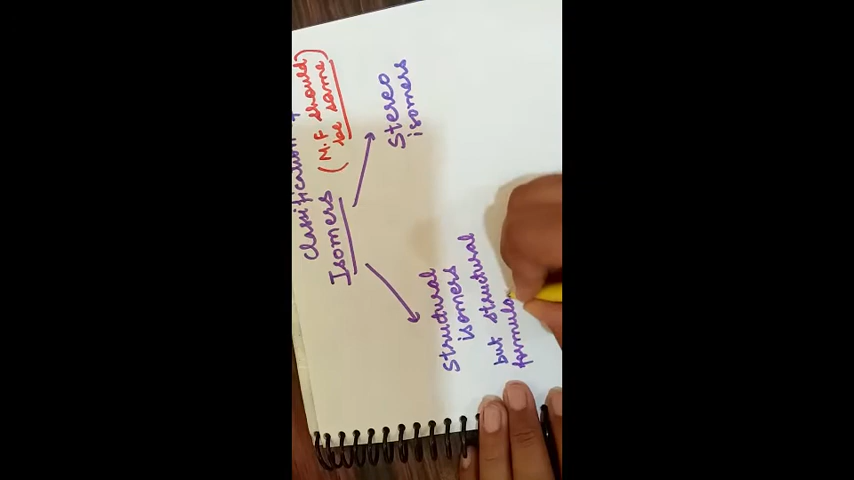 Classification
Isomers (M.F should
be same)
Structural
isomers
but structural
formula
Stereo
isomers